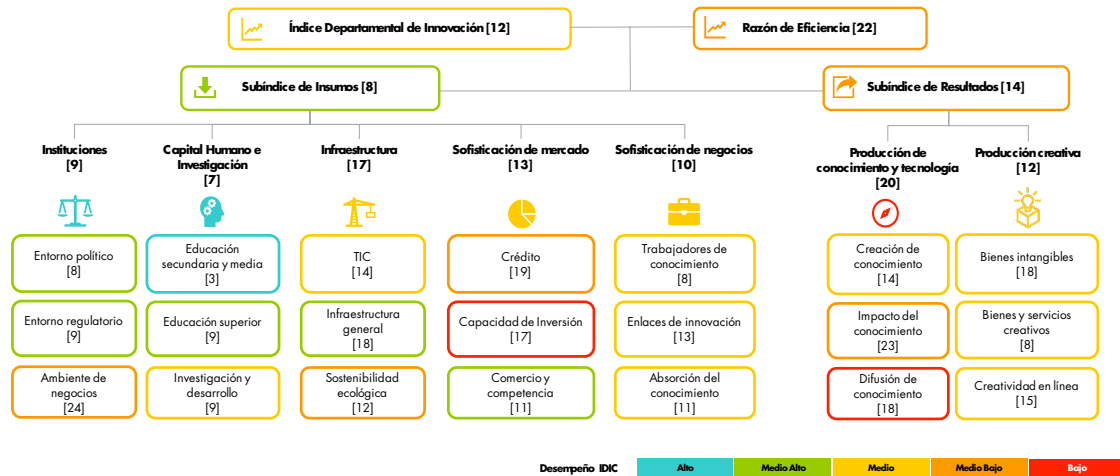 Índice Departamental de Innovación [12]
Razón de Eficiencia [22]
Subíndice de Insumos [8]
Subíndice de Resultados [14]
Instituciones
[9]
Capital Humano e
Investigación
[7]
Infraestructura
[17]
Sofisticación de mercado
[13]
Sofisticación de negocios
[10]
Producción de
conocimiento y tecnología
[20]
Producción creativa
[12]
Entorno político
[8]
Educación
secundaria y media
[3]
TIC
[14]
Crédito
[19]
Trabajadores de
conocimiento
[8]
Creación de
conocimiento
[14]
Bienes intangibles
[18]
Entorno regulatorio
[9]
Educación superior
[9]
Infraestructura
general
[18]
Capacidad de Inversión
[17]
Enlaces de innovación
[13]
Impacto del
conocimiento
[23]
Bienes y servicios
creativos
[8]
Ambiente de
negocios
[24]
Investigación y
desarrollo
[9]
Sostenibilidad
ecológica
[12]
Comercio y
competencia
[11]
Absorción del
conocimiento
[11]
Difusión de
conocimiento
[18]
Creatividad en línea
[15]
Desempeño IDIC
Alto
Medio Alto
Medio
Medio Bajo
Bajo